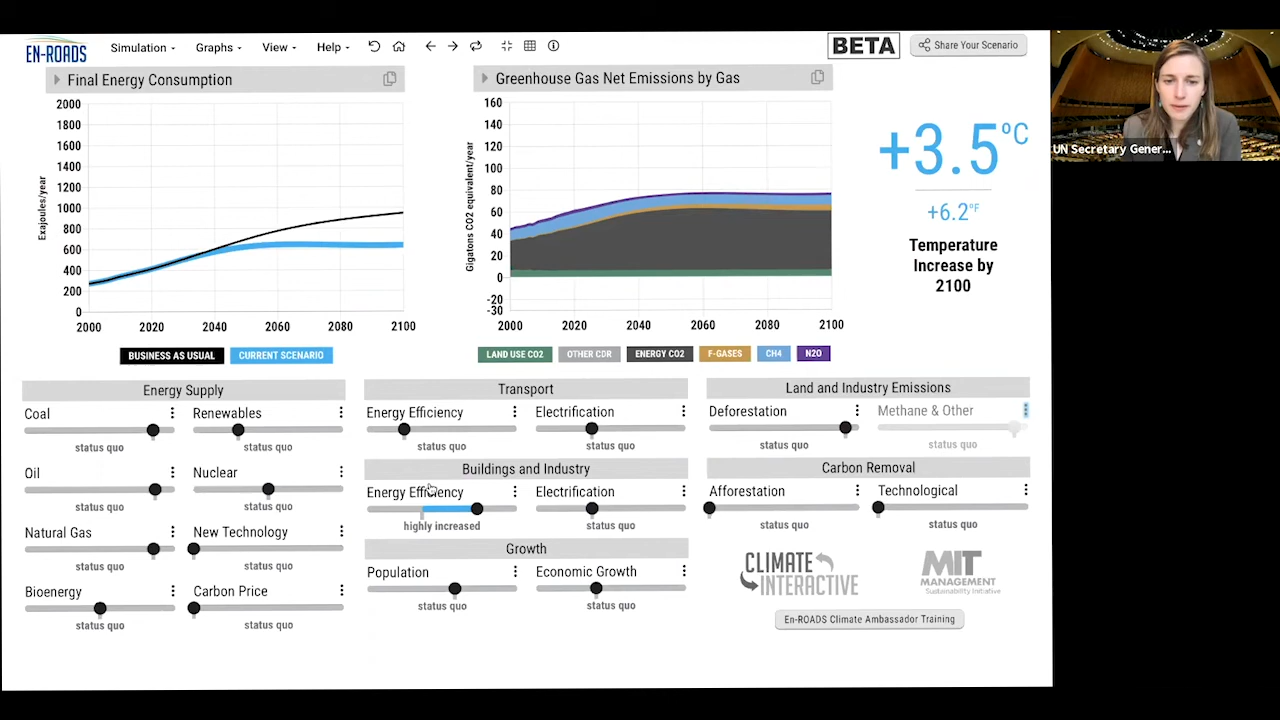 EN-ROADS
Simulation
Graphs
View
Help
BETA
Share Your Scenario
UN Secretary Gener...
Final Energy Consumption
2000
1800
1600
1400
1200
1000
800
600
400
200
0
Exajoules/year
2000 2020 2040 2060 2080 2100
BUSINESS AS USUAL
CURRENT SCENARIO
Greenhouse Gas Net Emissions by Gas
160
140
120
100
80
60
40
20
0
-20
-30
Gigatons CO2 equivalent/year
2000 2020 2040 2060 2080 2100
LAND USE CO2
OTHER CDR
ENERGY CO2
F-GASES
CH4
N2O
+3.5°C
+6.2°F
Temperature
Increase by
2100
Energy Supply
Coal
status quo
Renewables
status quo
Oil
status quo
Nuclear
status quo
Natural Gas
status quo
New Technology
status quo
Bioenergy
status quo
Carbon Price
status quo
Transport
Energy Efficiency
status quo
Electrification
status quo
Buildings and Industry
Energy Efficiency
highly increased
Electrification
status quo
Growth
Population
status quo
Economic Growth
status quo
Land and Industry Emissions
Deforestation
status quo
Methane & Other
status quo
Carbon Removal
Afforestation
status quo
Technological
status quo
CLIMATE
INTERACTIVE
MIT
MANAGEMENT
Sustainability Initiative
En-ROADS Climate Ambassador Training